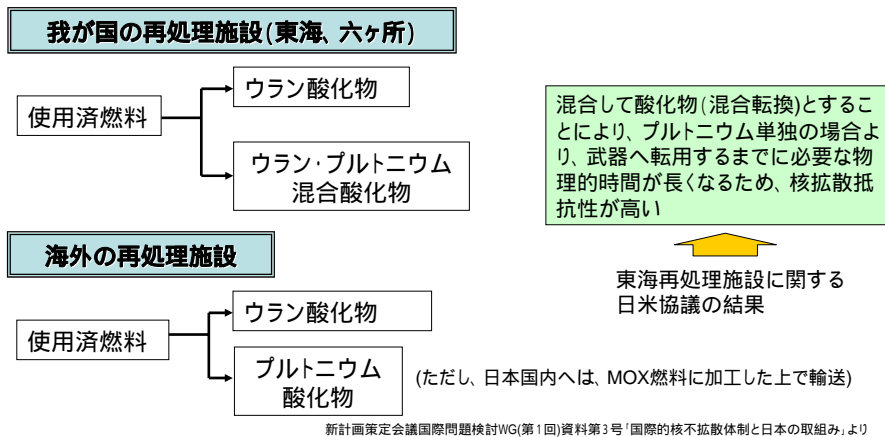 我が国の再処理施設(東海、六ヶ所)
使用済燃料
ウラン酸化物
ウラン・プルトニウム
混合酸化物
混合して酸化物(混合転換)とするこ
とにより、プルトニウム単独の場合よ
り、武器へ転用するまでに必要な物
理的時間が長くなるため、核拡散抵
抗性が高い
東海再処理施設に関する
日米協議の結果
海外の再処理施設
使用済燃料
ウラン酸化物
プルトニウム
酸化物
(ただし、日本国内へは、MOX燃料に加工した上で輸送)
新計画策定会議国際問題検討WG(第1回)資料第3号「国際的核不拡散体制と日本の取組み」より